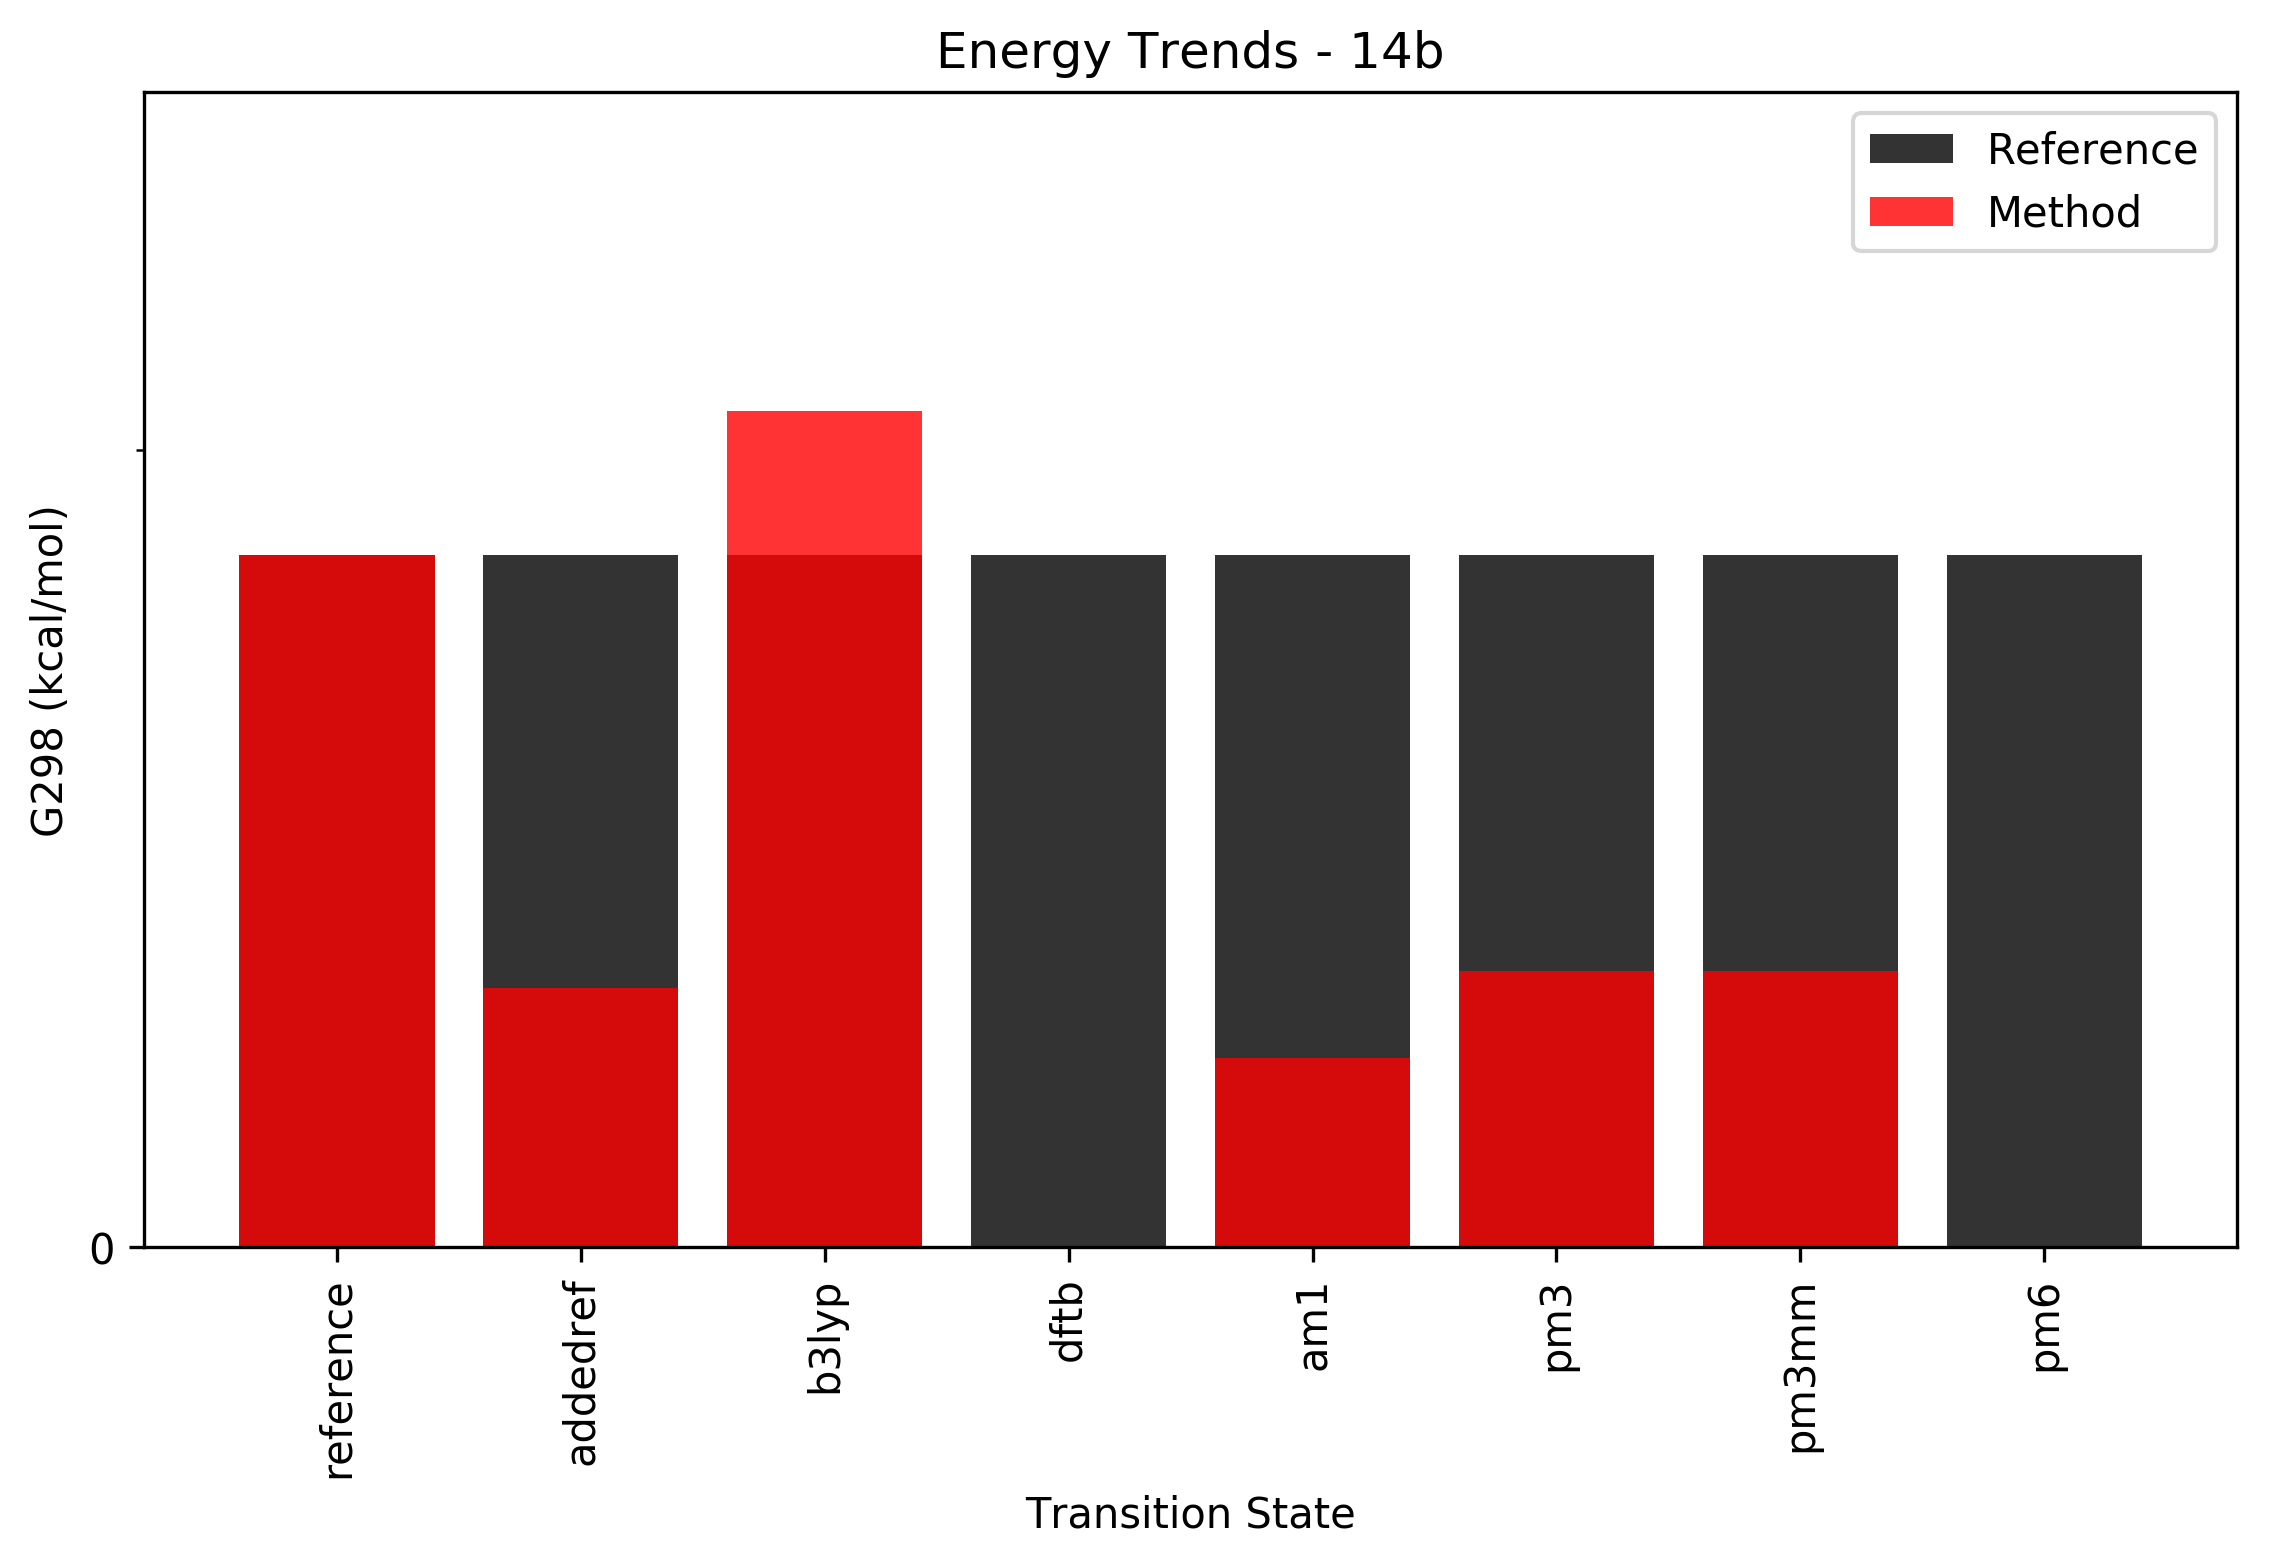 Energy Trends - 14b
Reference
Method
G298 (kcal/mol)
0
reference
addedref
b3lyp
dftb
am1
pm3
pm3mm
pm6
Transition State